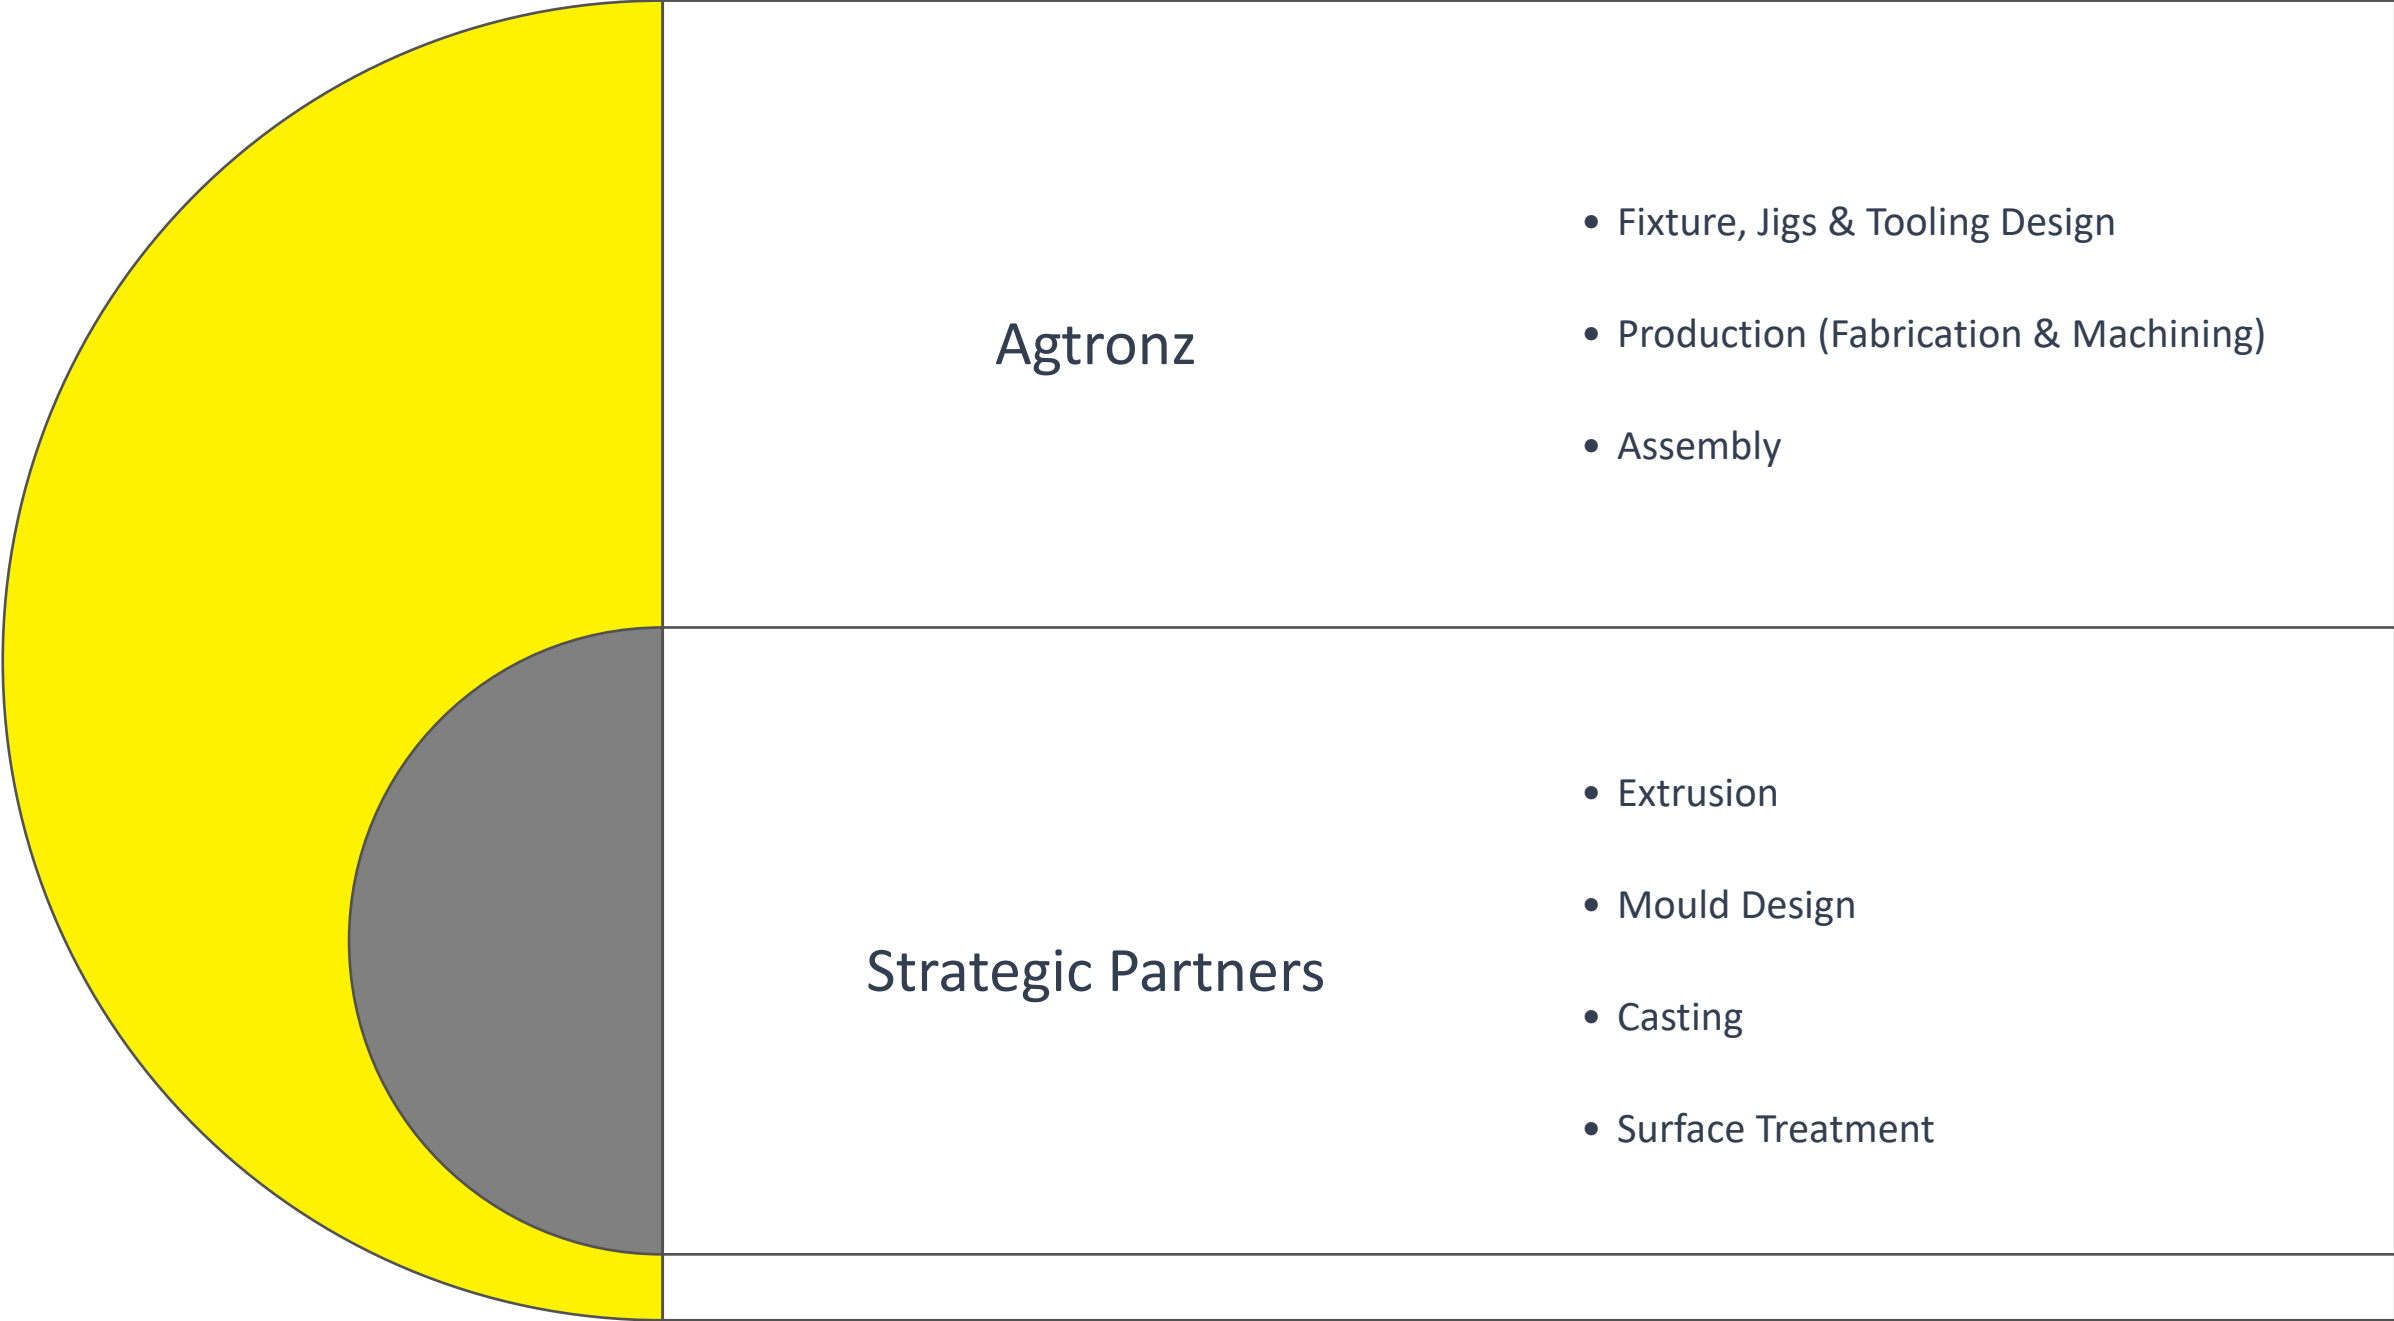 Agtronz
• Fixture, Jigs & Tooling Design
• Production (Fabrication & Machining)
• Assembly
Strategic Partners
• Extrusion
• Mould Design
• Casting
• Surface Treatment